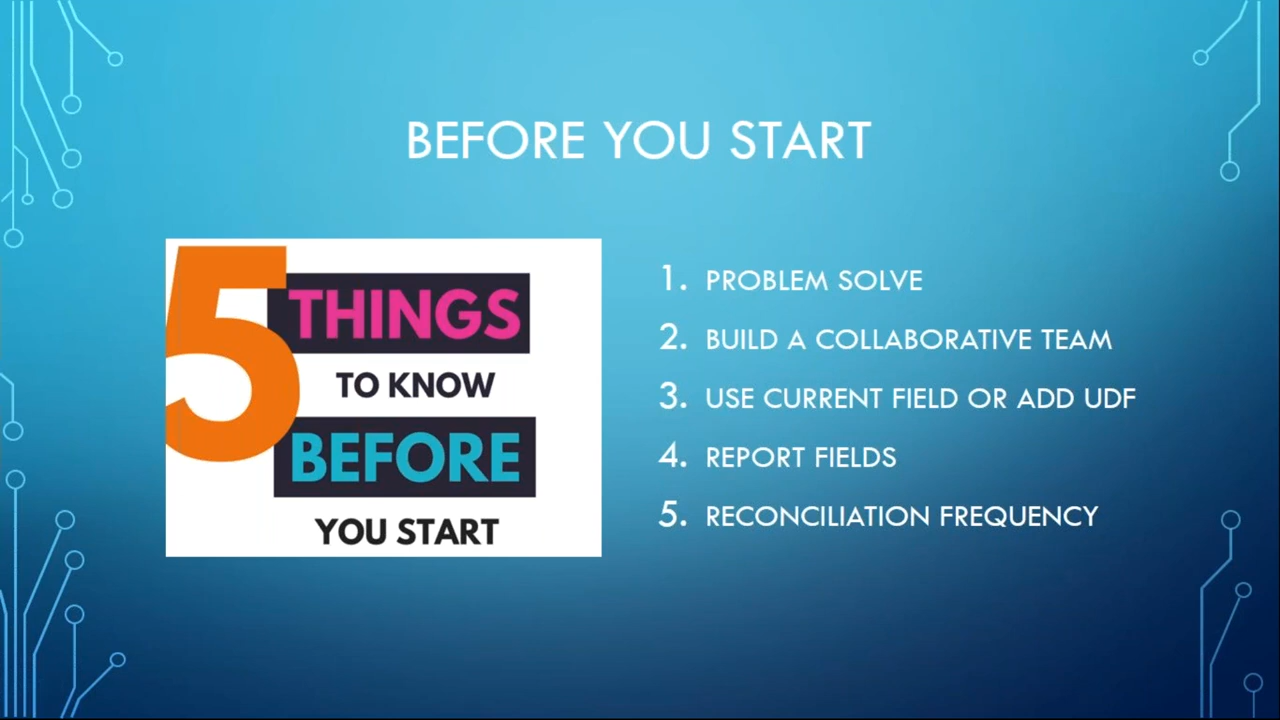 BEFORE YOU START
5 THINGS
TO KNOW
BEFORE
YOU START
1. PROBLEM SOLVE
2. BUILD A COLLABORATIVE TEAM
3. USE CURRENT FIELD OR ADD UDF
4. REPORT FIELDS
5. RECONCILIATION FREQUENCY